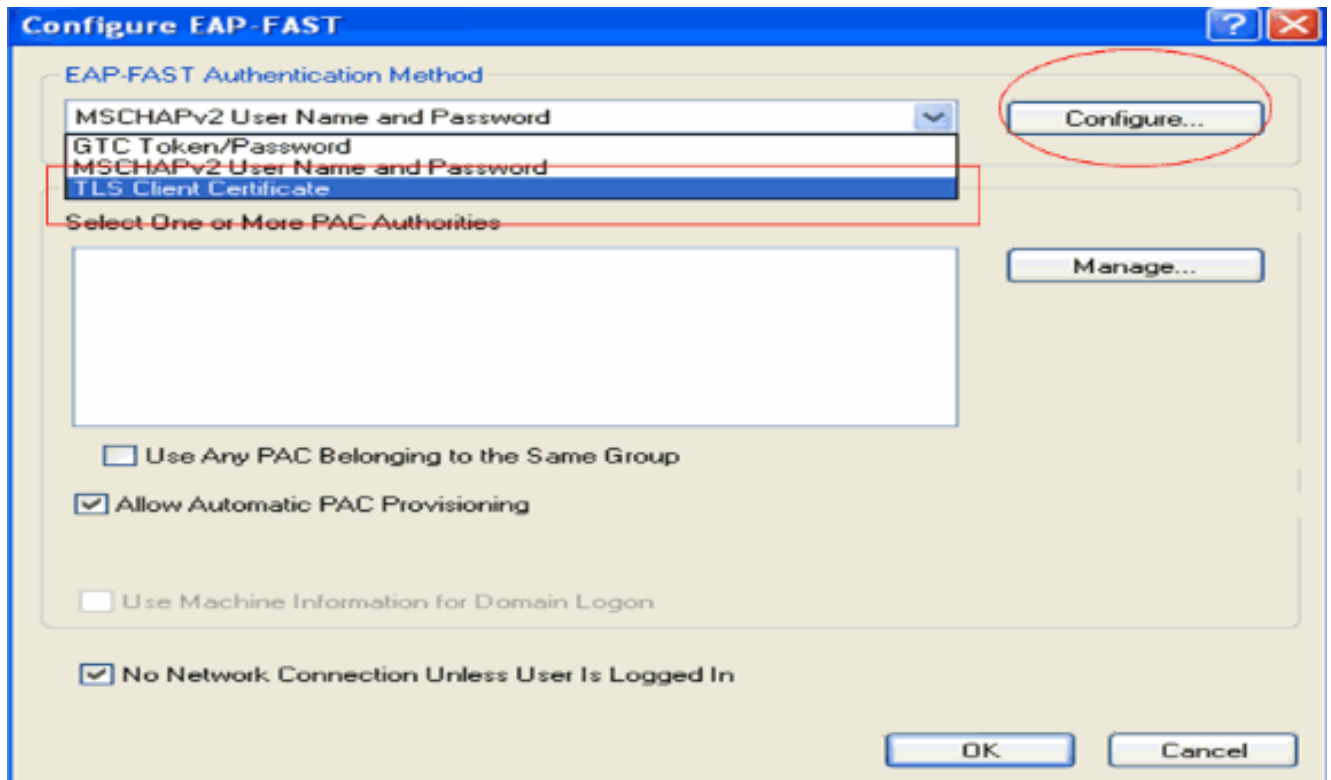 Configure EAP-FAST
EAP-FAST Authentication Method
MSCHAPv2 User Name and Password
Configure...
GTC Token/Password
MSCHAPv2 User Name and Password
TLS Client Certificate
Select One or More PAC Authorities
Manage...
Use Any PAC Belonging to the Same Group
Allow Automatic PAC Provisioning
Use Machine Information for Domain Logon
No Network Connection Unless User Is Logged In
OK
Cancel